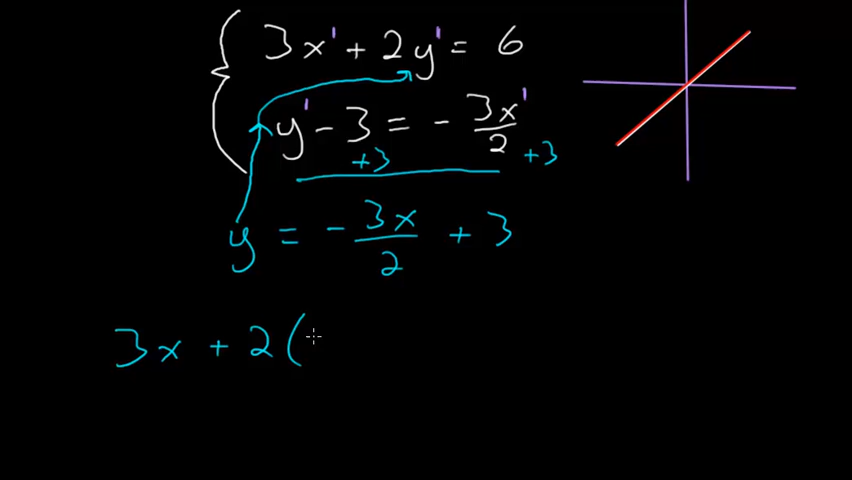 3x' + 2y' = 6
y' - 3 = - 3x'/2
+3 +3
y = - 3x/2 + 3
3x + 2(